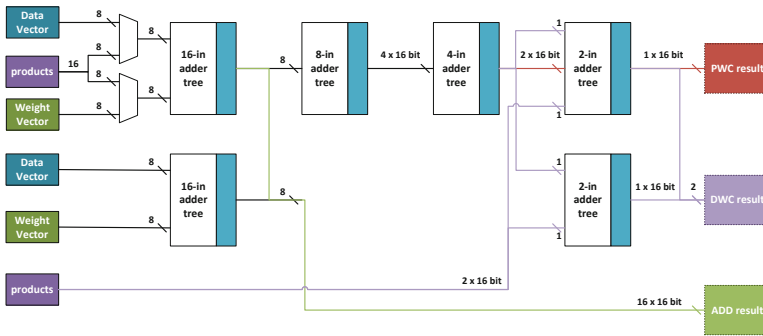 Data
Vector
8
8
8
products
16
8
8
Weight
Vector
8
16-in
adder
tree
8
8-in
adder
tree
4 x 16 bit
4-in
adder
tree
2 x 16 bit
1
1
2-in
adder
tree
1 x 16 bit
PWC result
Data
Vector
8
Weight
Vector
8
16-in
adder
tree
8
1
1
2-in
adder
tree
1 x 16 bit
2
DWC result
products
2 x 16 bit
16 x 16 bit
ADD result